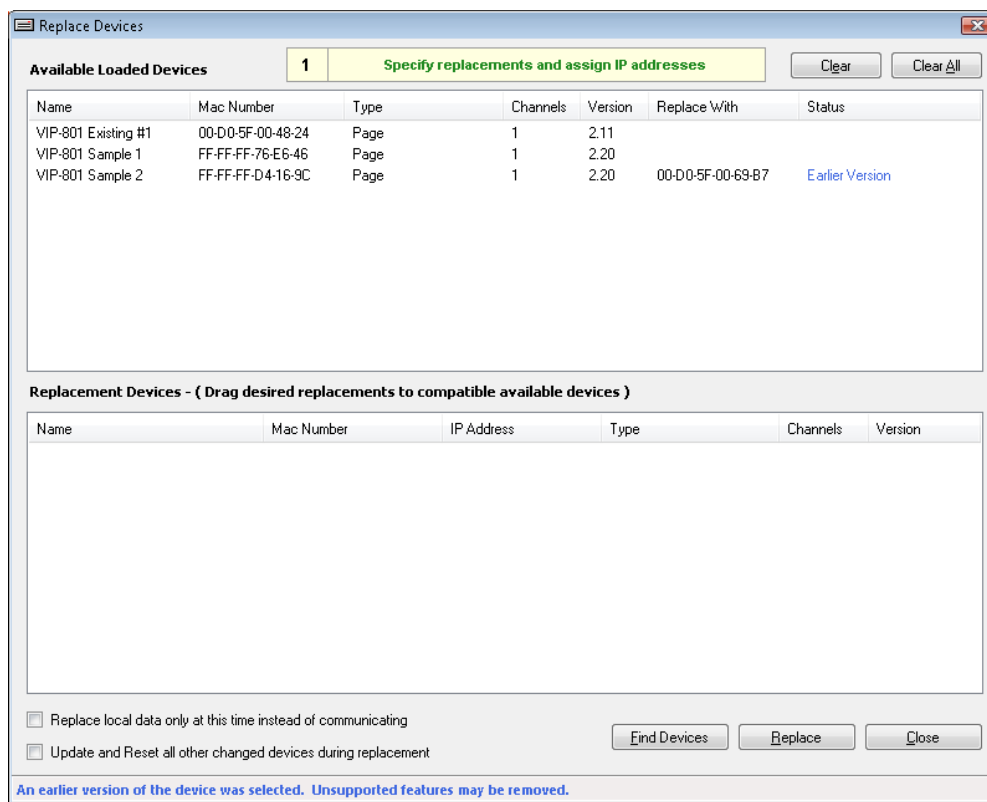 Replace Devices
Available Loaded Devices
1 Specify replacements and assign IP addresses
Clear Clear All
Name Mac Number Type Channels Version Replace With Status
VIP-801 Existing #1 00-D0-5F-00-48-24 Page 1 2.11
VIP-801 Sample 1 FF-FF-FF-76-E6-46 Page 1 2.20
VIP-801 Sample 2 FF-FF-FF-D4-16-9C Page 1 2.20 00-D0-5F-00-69-B7 Earlier Version
Replacement Devices - ( Drag desired replacements to compatible available devices )
Name Mac Number IP Address Type Channels Version
Replace local data only at this time instead of communicating
Update and Reset all other changed devices during replacement
Find Devices Replace Close
An earlier version of the device was selected. Unsupported features may be removed.